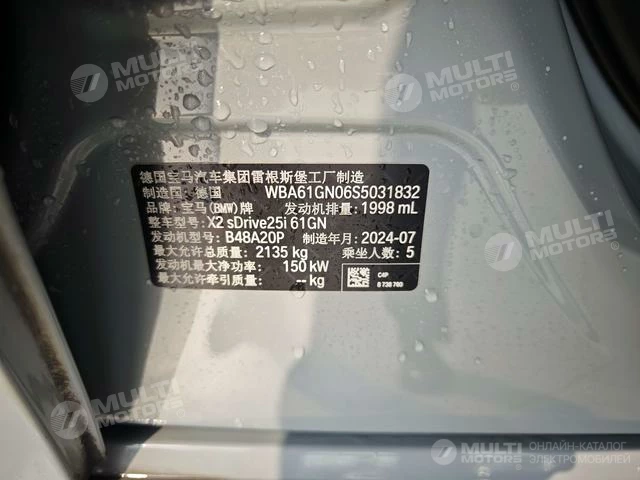 MULTI MOTORS®
MULTI MOTORS®
德国宝马汽车集团雷根斯堡工厂制造
制造国：德国 WBA61GN06S5031832
品牌：宝马(BMW)牌 发动机排量：1998 mL
整车型号：X2 sDrive25i 61GN
发动机型号：B48A20P 制造年月：2024-07
最大允许总质量：2135 kg 乘坐人数：5
发动机最大净功率：150 kW
最大允许牵引质量：-- kg
C4P
8 738 760
MULTI MOTORS®
MULTI MOTORS®
MULTI MOTORS
ОНЛАЙН-КАТАЛОГ
ЭЛЕКТРОМОБИЛЕЙ